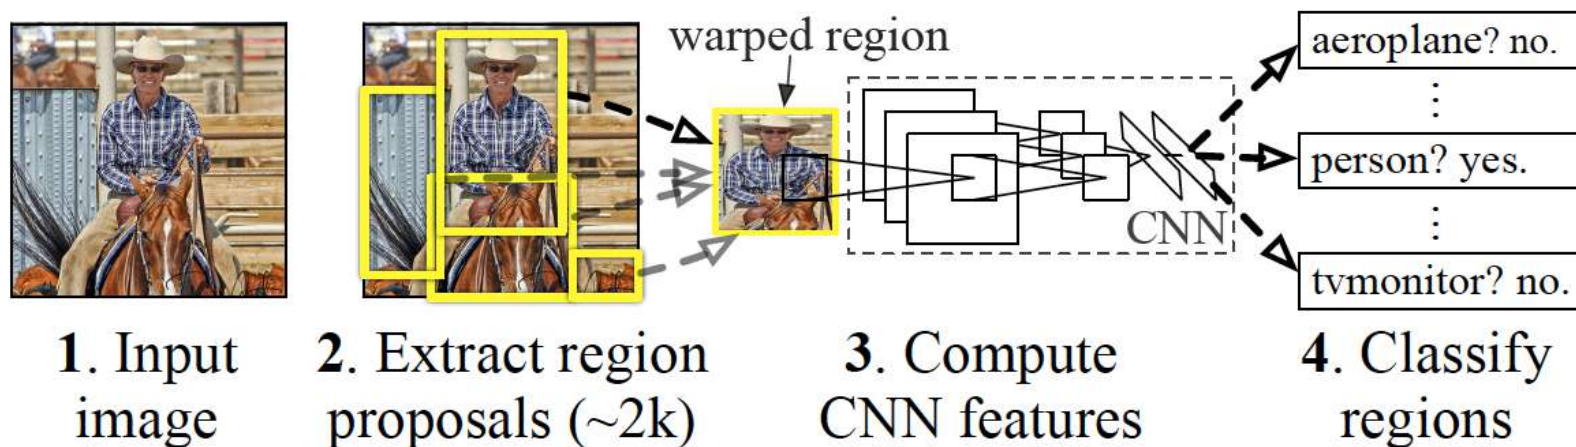 warped region
aeroplane? no.
person? yes.
CNN
tvmonitor? no.
1. Input
image
2. Extract region
proposals (~2k)
3. Compute
CNN features
4. Classify
regions